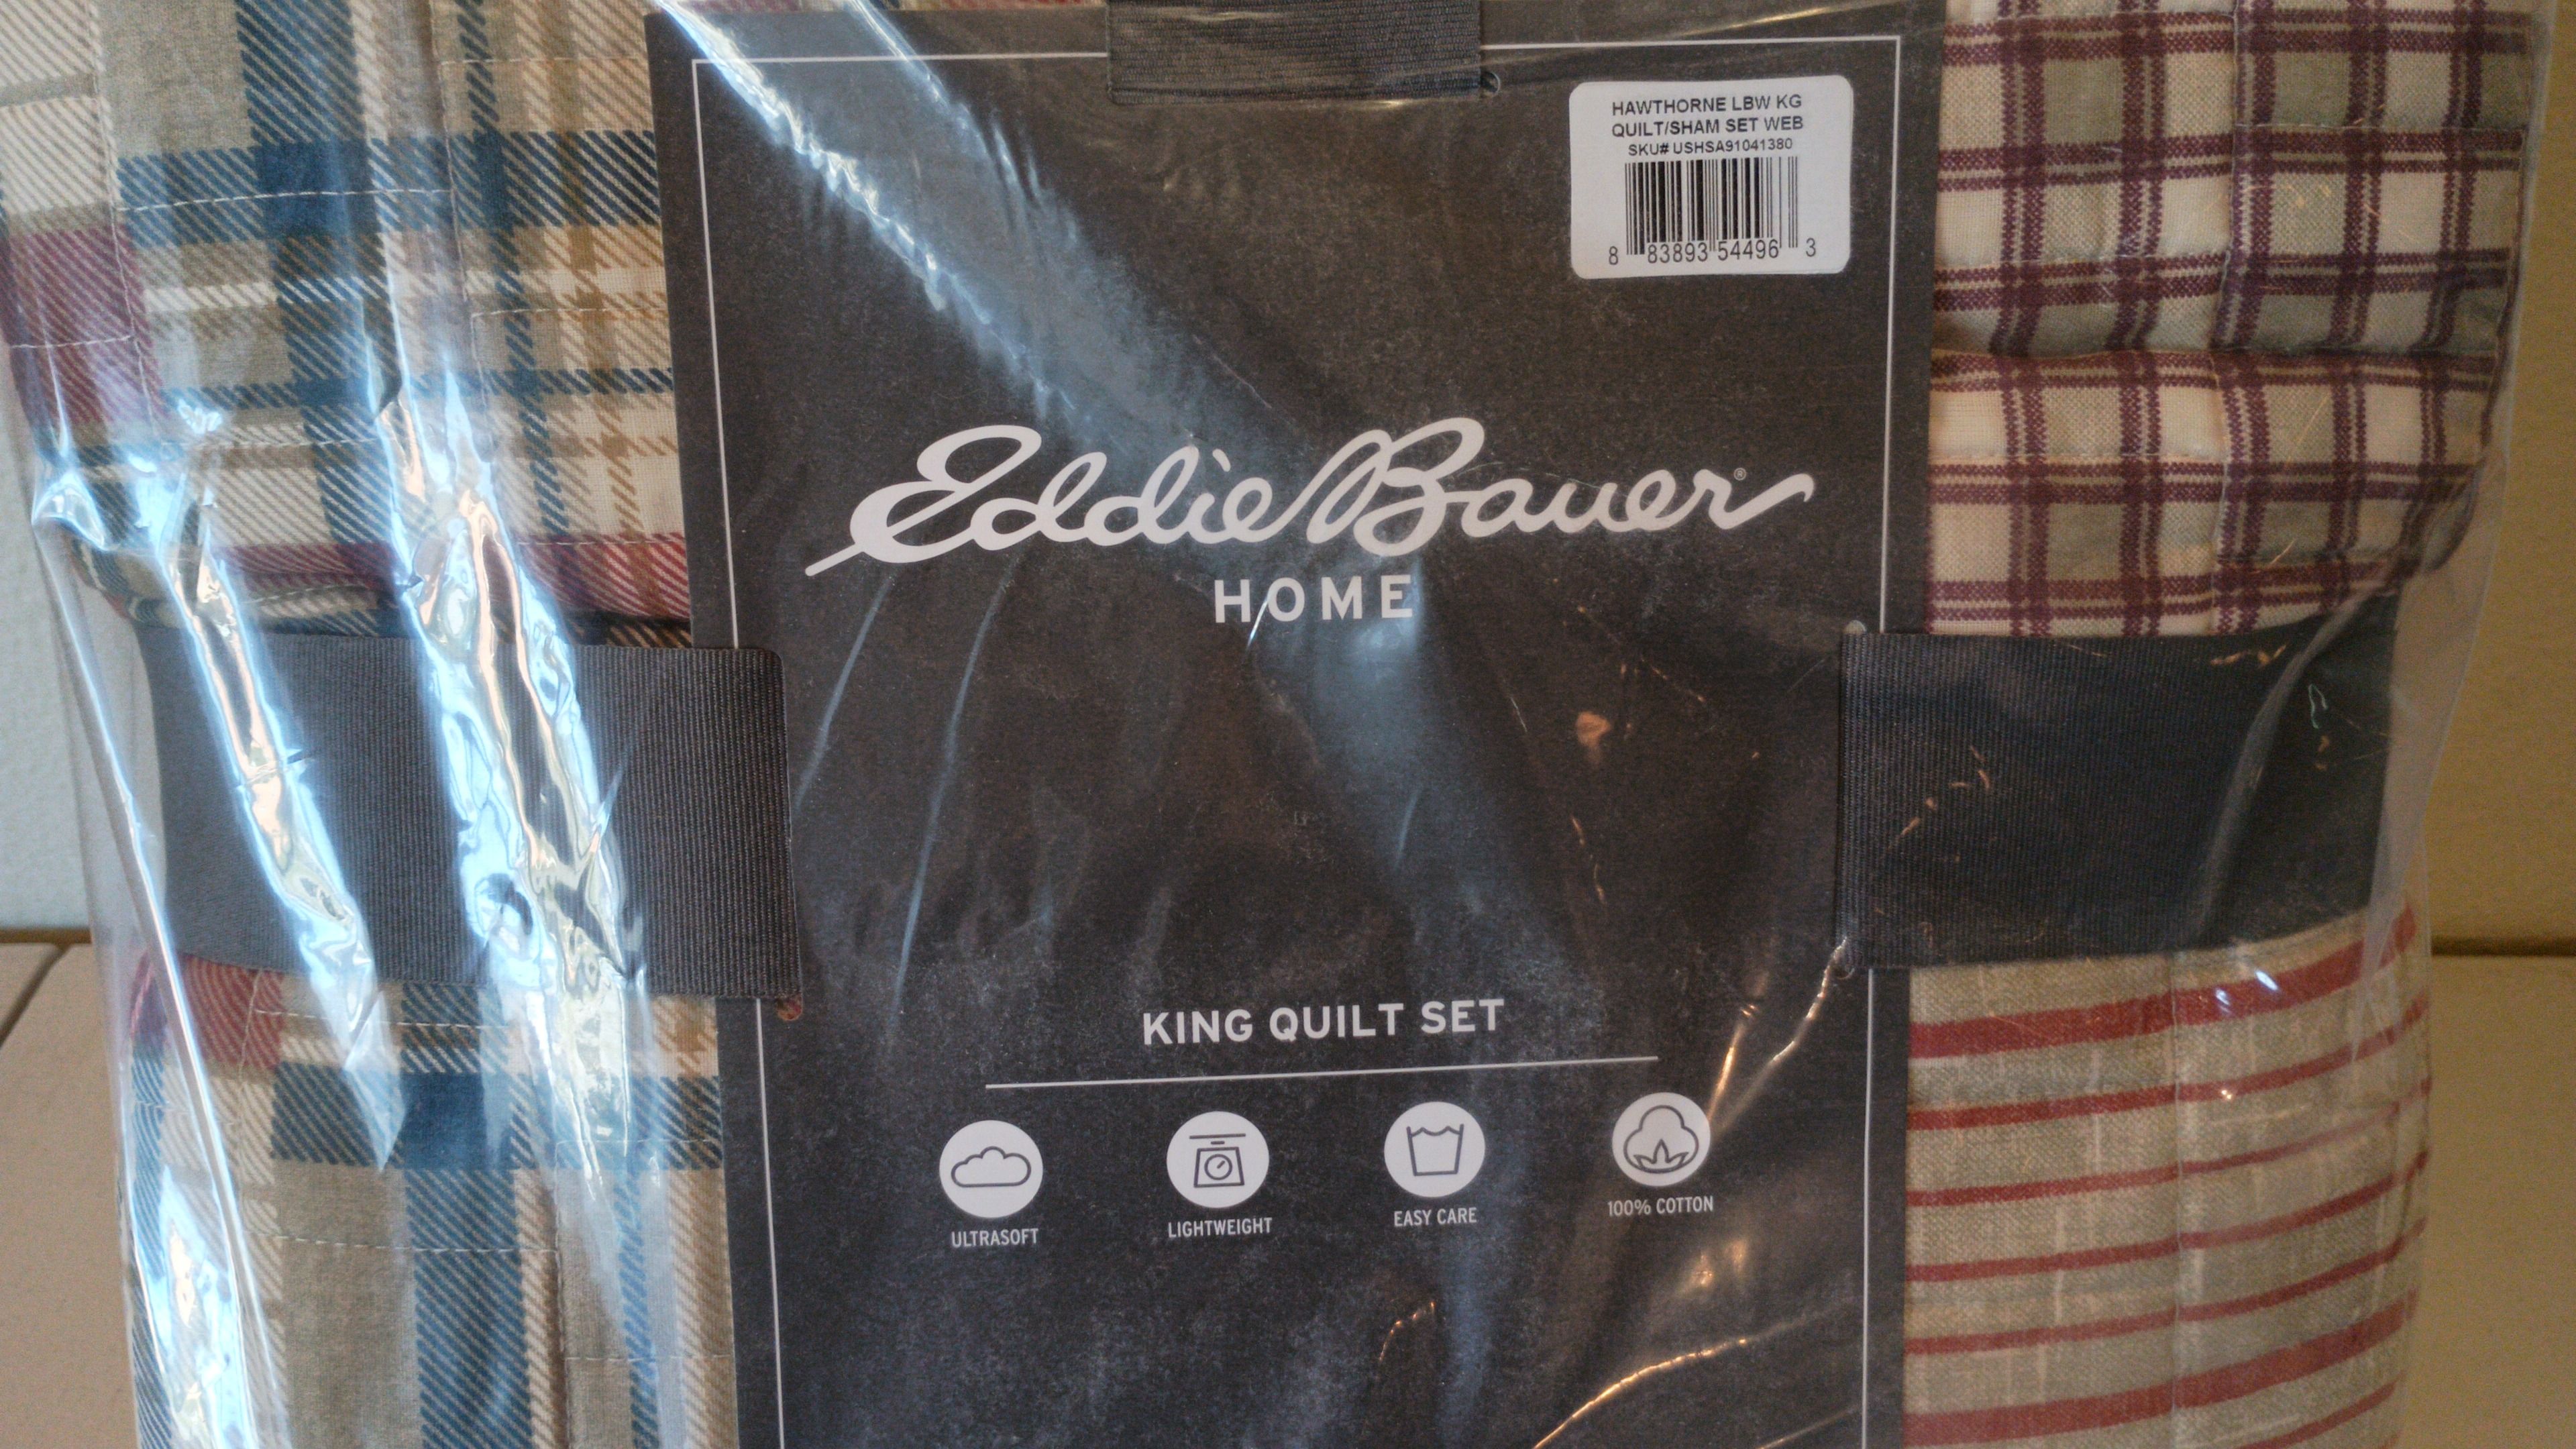 HAWTHORNE LBW KG
QUILT/SHAM SET WEB
SKU# USHSA91041380
8 83893 54496 3
Eddie Bauer®
HOME
KING QUILT SET
ULTRASOFT
LIGHTWEIGHT
EASY CARE
100% COTTON